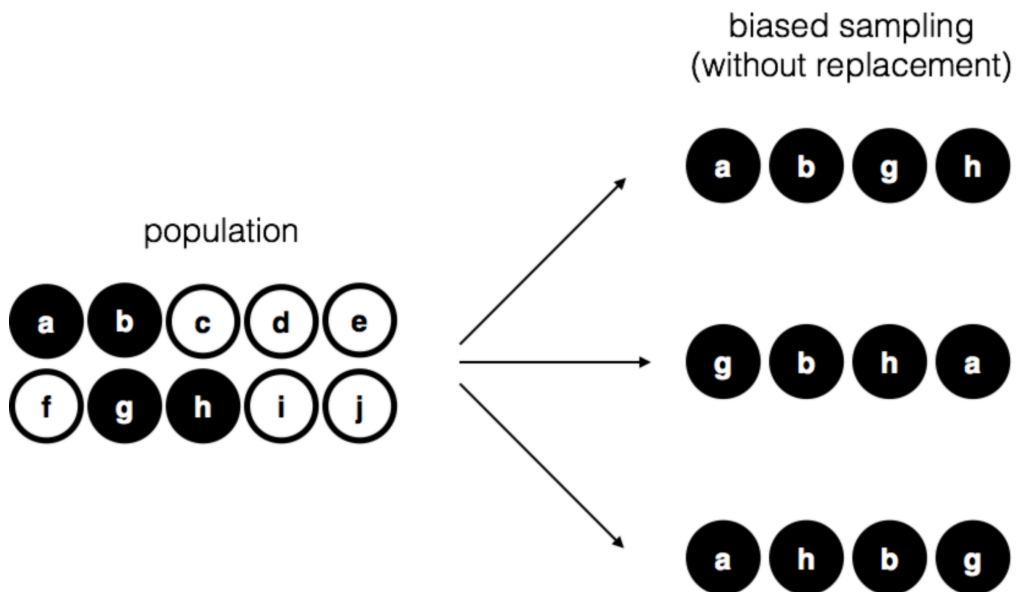 biased sampling
(without replacement)
a b g h
population
a b c d e
g b h a
f g h i j
a h b g